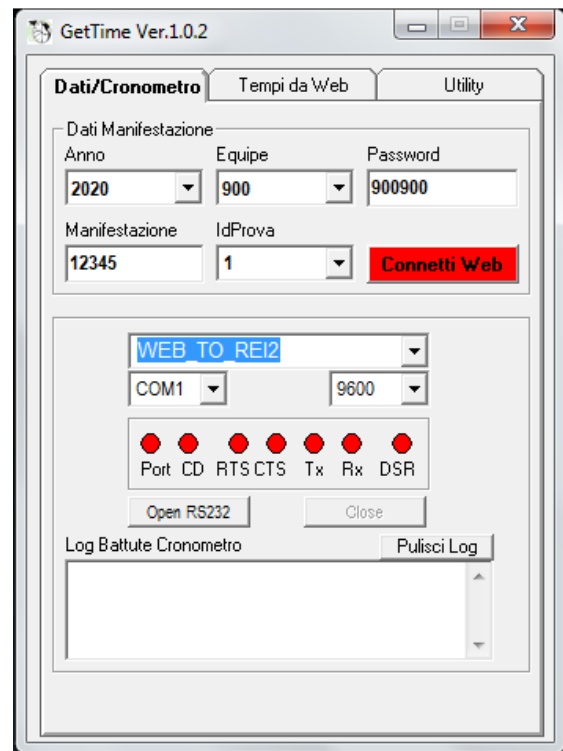 GetTime Ver.1.0.2
Dati/Cronometro Tempi da Web Utility
Dati Manifestazione
Anno Equipe Password
2020 900 900900
Manifestazione IdProva
12345 1 Connetti Web
WEB_TO_REI2
COM1 9600
Port CD RTS CTS Tx Rx DSR
Open RS232 Close
Log Battute Cronometro Pulisci Log